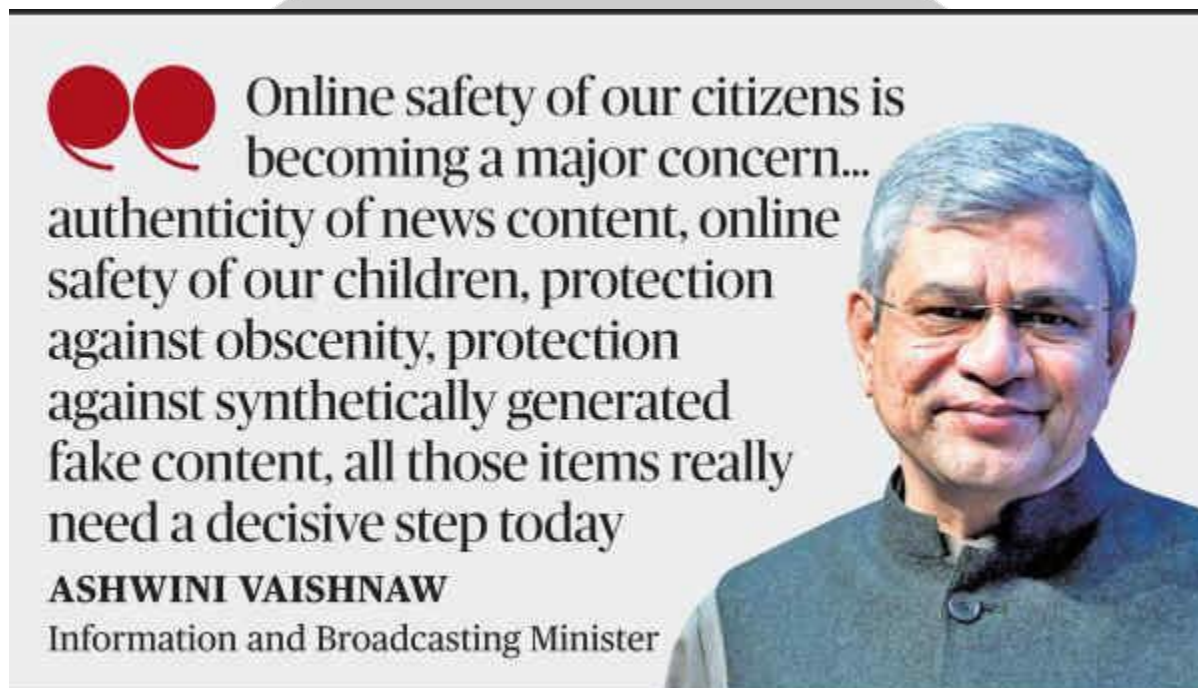 Online safety of our citizens is
becoming a major concern...
authenticity of news content, online
safety of our children, protection
against obscenity, protection
against synthetically generated
fake content, all those items really
need a decisive step today
ASHWINI VAISHNAW
Information and Broadcasting Minister